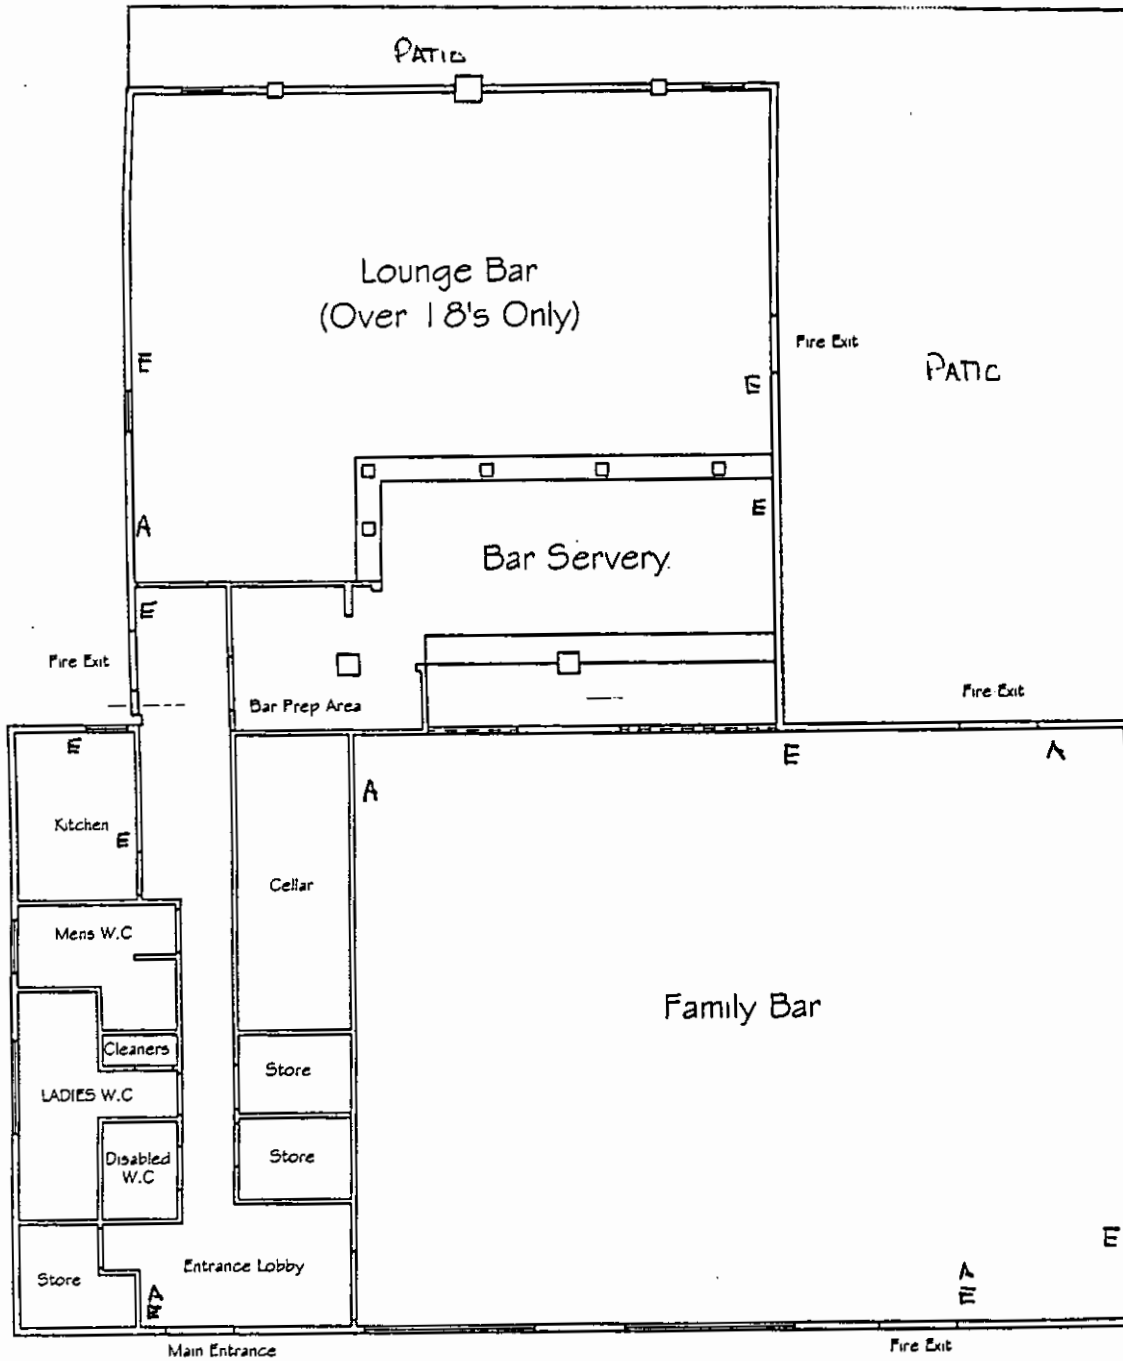 PATIO
Lounge Bar
(Over 18's Only)
Fire Exit
PATIO
E
E
E
A
Bar Servery.
E
Fire Exit
Bar Prep Area
Fire Exit
E
E
A
A
Kitchen
E
Cellar
Mens W.C
Family Bar
Cleaners
Store
LADIES W.C
Disabled
W.C
Store
E
Entrance Lobby
Store
A
E
A
E
Main Entrance
Fire Exit